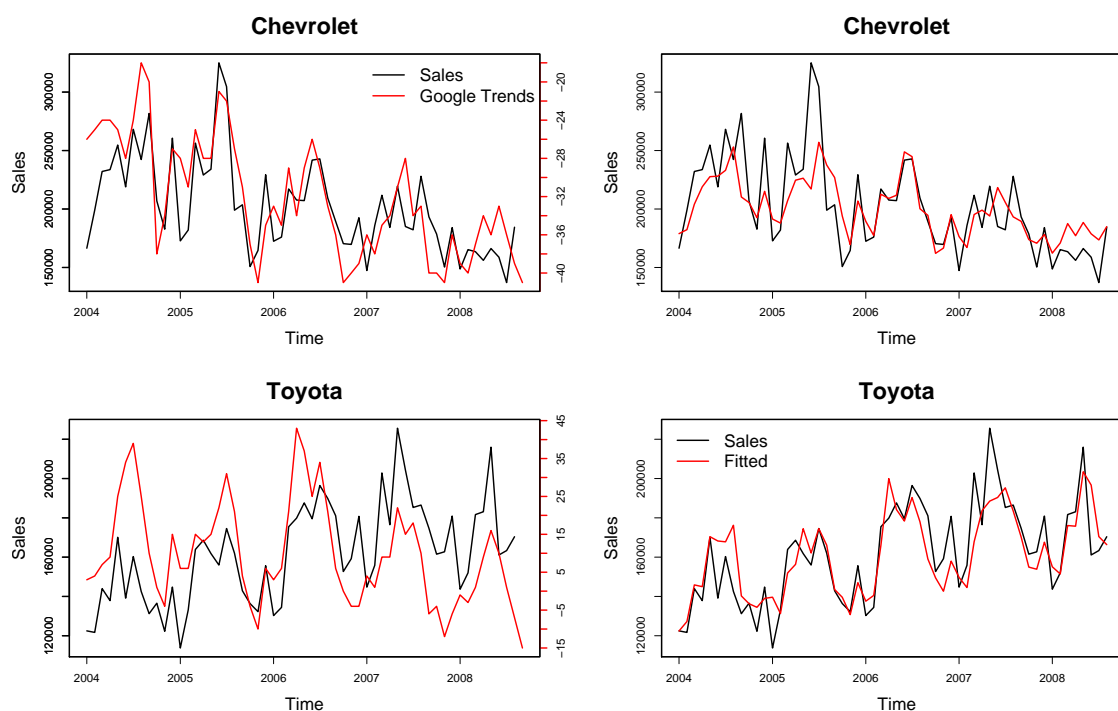 Chevrolet
Sales
Google Trends
Sales
300000
250000
200000
150000
-20
-24
-28
-32
-36
-40
2004 2005 2006 2007 2008
Time
Chevrolet
Sales
300000
250000
200000
150000
2004 2005 2006 2007 2008
Time
Toyota
Sales
200000
160000
120000
45
35
25
15
5
-5
-15
2004 2005 2006 2007 2008
Time
Toyota
Sales
Fitted
Sales
200000
160000
120000
2004 2005 2006 2007 2008
Time